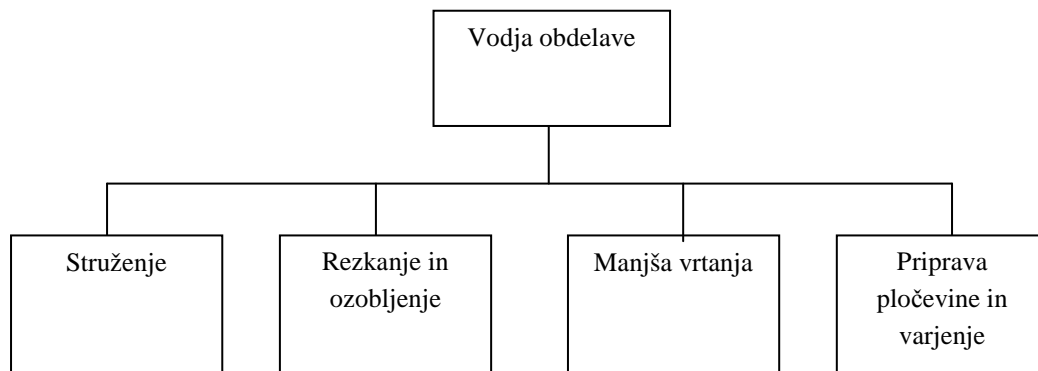 Vodja obdelave
Struženje
Rezkanje in
ozobljenje
Manjša vrtanja
Priprava
pločevine in
varjenje